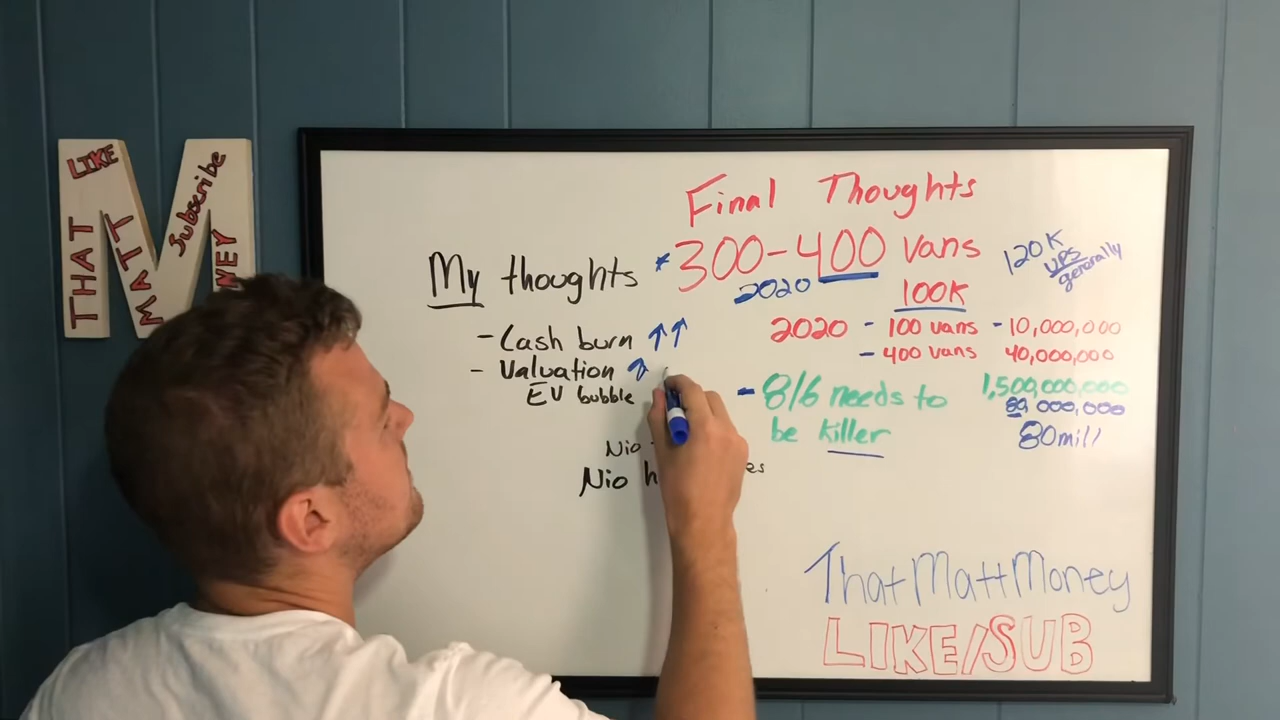 LIKE
THAT
MATT
Subscribe
MONEY
Final Thoughts
My thoughts
* 300-400 vans
2020
120K
UPS
generally
100K
- Cash burn ↑↑
- Valuation ↑
EV bubble
Nio
Nio
2020 - 100 vans - 10,000,000
- 400 vans 40,000,000
- 8/6 needs to
be killer
1,500,000,000
80,000,000
80mill
ThatMattMoney
LIKE/SUB